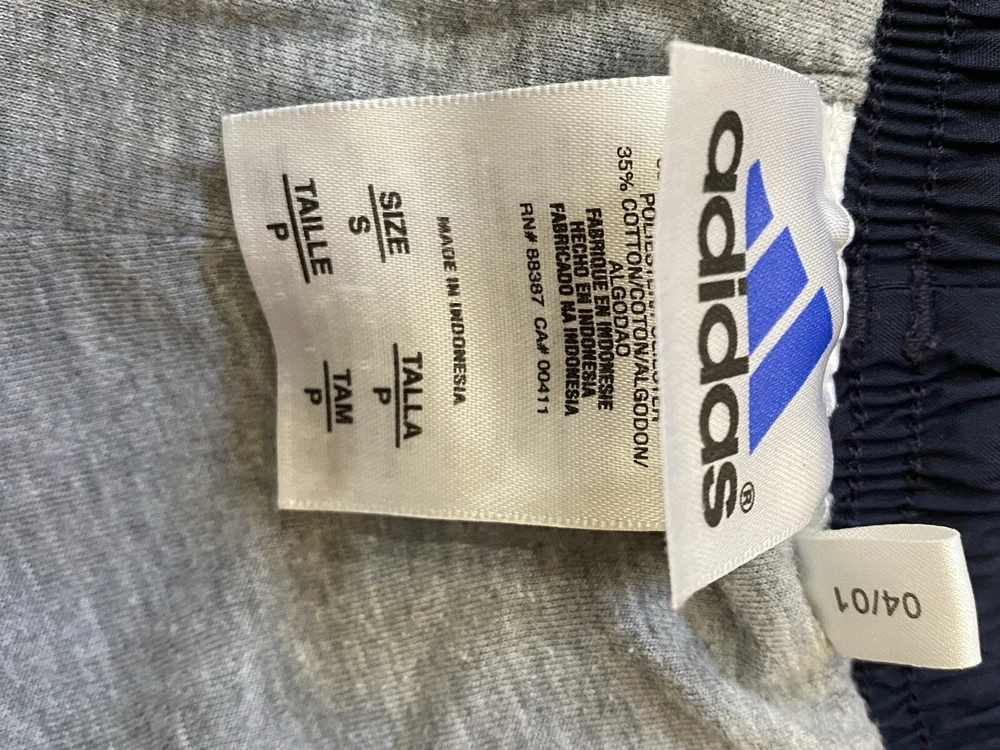 adidas®
POLIESTER/
35% COTTON/COTON/ALGODON/
ALGODAO
FABRIQUE EN INDONESIE
HECHO EN INDONESIA
FABRICADO NA INDONESIA
RN# 88387 CA# 00411
MADE IN INDONESIA
SIZE
S
TALLA
P
TAILLE
P
TAM
P
04/01